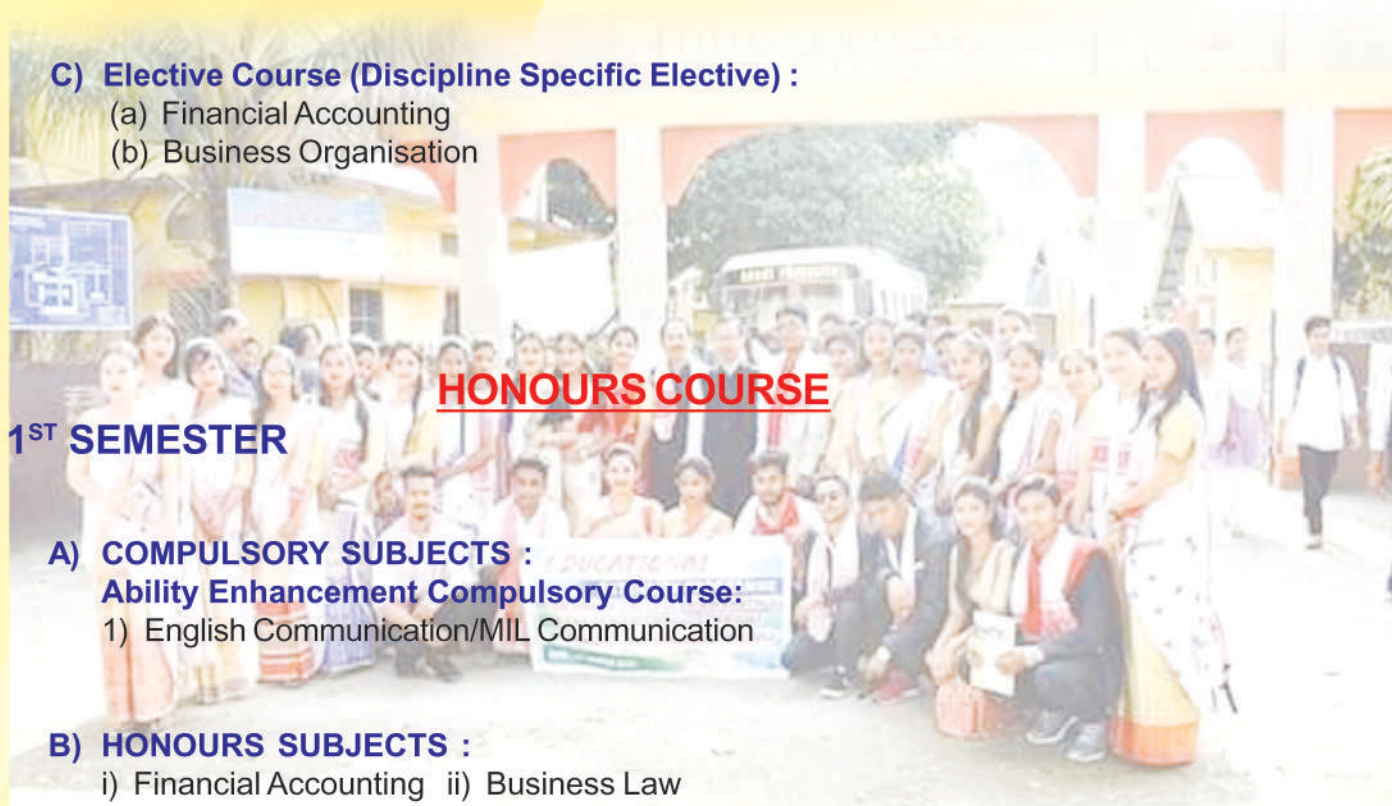 C) Elective Course (Discipline Specific Elective) :
(a) Financial Accounting
(b) Business Organisation
HONOURS COURSE
1ST SEMESTER
A) COMPULSORY SUBJECTS :
EDUCATIONAL
Ability Enhancement Compulsory Course:
1) English Communication/MIL Communication
B) HONOURS SUBJECTS :
i) Financial Accounting ii) Business Law